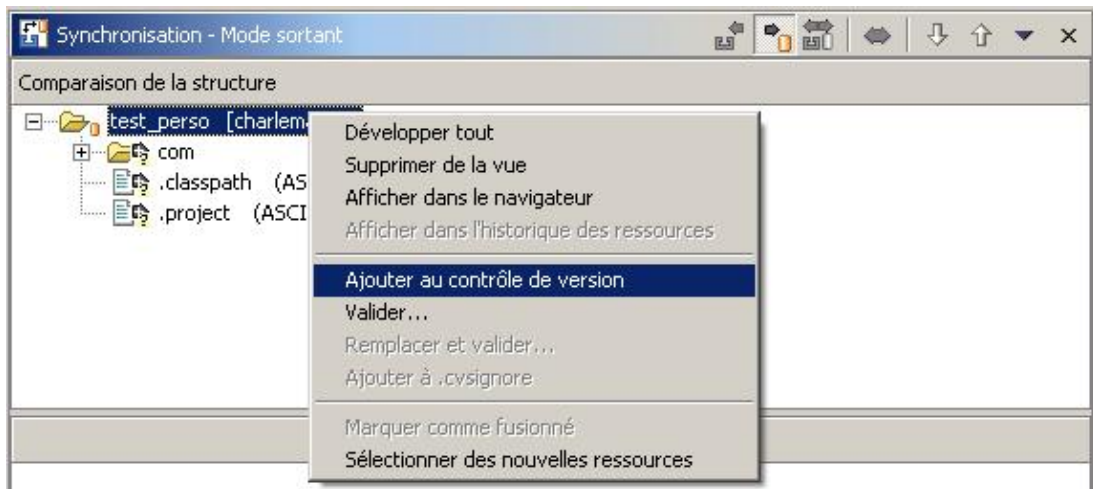 Synchronisation - Mode sortant
Comparaison de la structure
test_perso [charlem
com
.classpath (AS
.project (ASCI
Développer tout
Supprimer de la vue
Afficher dans le navigateur
Afficher dans l'historique des ressources
Ajouter au contrôle de version
Valider...
Remplacer et valider...
Ajouter à .cvsignore
Marquer comme fusionné
Sélectionner des nouvelles ressources